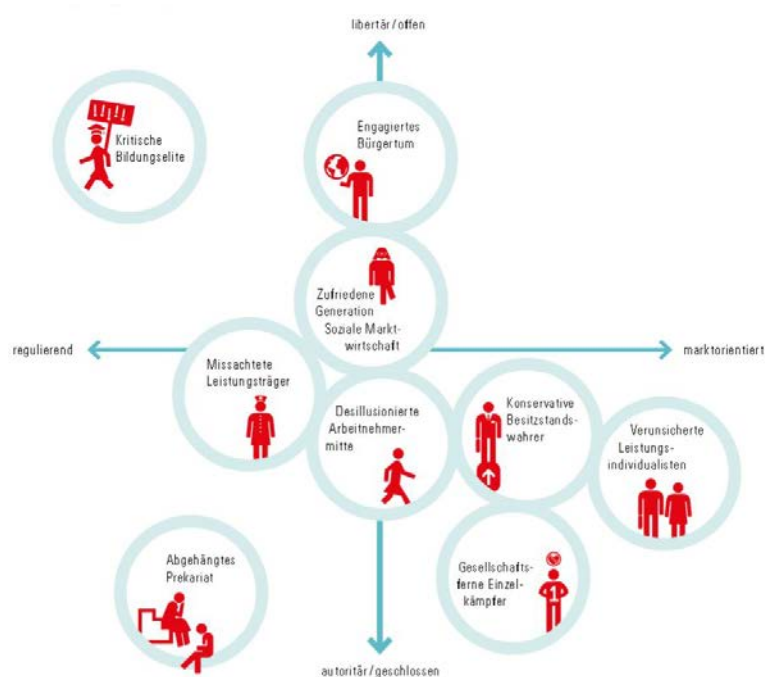 libertär/offen
Kritische
Bildungselite
Engagiertes
Bürgertum
Zufriedene
Generation
Soziale Markt-
wirtschaft
regulierend
marktorientiert
Missachtete
Leistungsträger
Desillusionierte
Arbeitnehmer-
mitte
Konservative
Besitzstands-
wahrer
Verunsicherte
Leistungs-
individualisten
Abgehängtes
Prekariat
Gesellschafts-
ferne Einzel-
kämpfer
1
autoritär/geschlossen